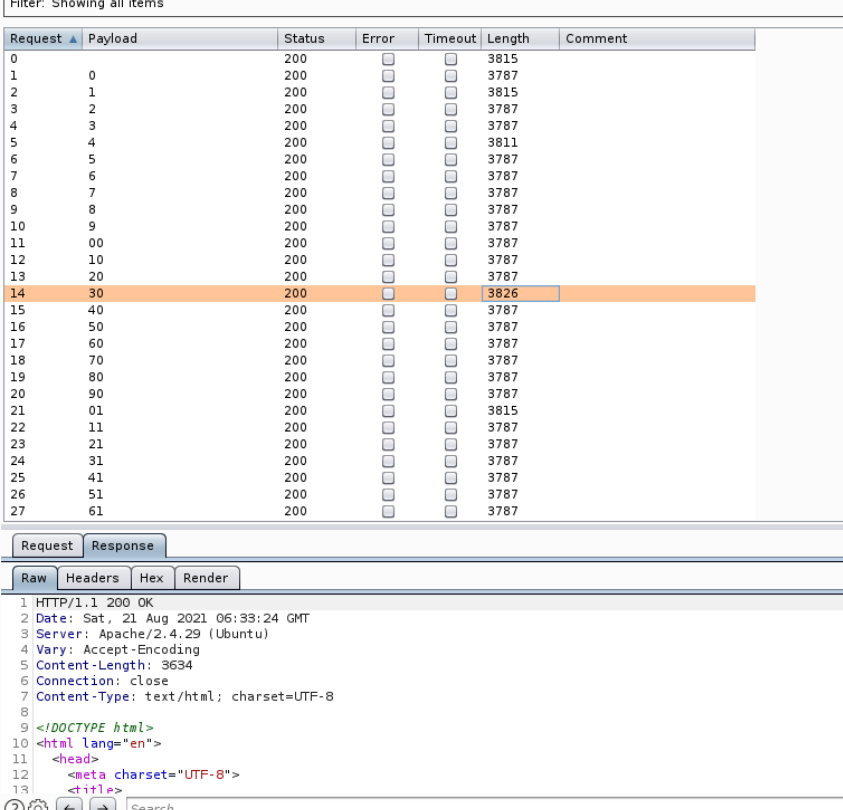 Filter: Showing all items
Request Payload Status Error Timeout Length Comment
0 200 3815
1 0 200 3787
2 1 200 3815
3 2 200 3787
4 3 200 3787
5 4 200 3811
6 5 200 3787
7 6 200 3787
8 7 200 3787
9 8 200 3787
10 9 200 3787
11 00 200 3787
12 10 200 3787
13 20 200 3787
14 30 200 3826
15 40 200 3787
16 50 200 3787
17 60 200 3787
18 70 200 3787
19 80 200 3787
20 90 200 3787
21 01 200 3815
22 11 200 3787
23 21 200 3787
24 31 200 3787
25 41 200 3787
26 51 200 3787
27 61 200 3787
Request Response
Raw Headers Hex Render
1 HTTP/1.1 200 OK
2 Date: Sat, 21 Aug 2021 06:33:24 GMT
3 Server: Apache/2.4.29 (Ubuntu)
4 Vary: Accept-Encoding
5 Content-Length: 3634
6 Connection: close
7 Content-Type: text/html; charset=UTF-8
8
9 <!DOCTYPE html>
10 <html lang="en">
11 <head>
12 <meta charset="UTF-8">
13 <title>
Search